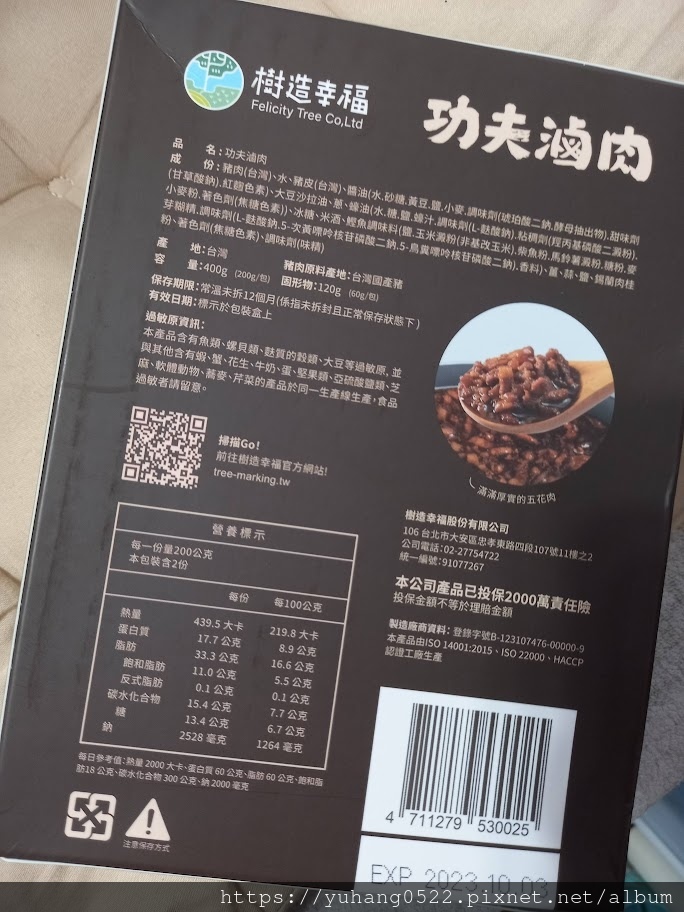 樹造幸福
Felicity Tree Co,Ltd
功夫滷肉
品名:功夫滷肉
成份:豬肉(台灣)、水、豬皮(台灣)、醬油(水.砂糖.黃豆.鹽.小麥.調味劑(琥珀酸二鈉.酵母抽出物).甜味劑
(甘草酸鈉).紅麴色素)、大豆沙拉油、蔥、蠔油(水.糖.鹽.蠔汁.調味劑(L-麩酸鈉).粘稠劑(羥丙基磷酸二澱粉).
小麥粉.著色劑(焦糖色素))、冰糖、米酒、鰹魚調味料(鹽.玉米澱粉(非基改玉米).柴魚粉.馬鈴薯澱粉.糖粉.麥
芽糊精.調味劑(L-麩酸鈉.5-次黃嘌呤核苷磷酸二鈉.5-鳥糞嘌呤核苷磷酸二鈉).香料)、薑、蒜、鹽、錫蘭肉桂
粉、著色劑(焦糖色素)、調味劑(味精)
產地:台灣 豬肉原料產地:台灣國產豬
容量:400g (200g/包) 固形物:120g (60g/包)
保存期限:常溫未拆12個月(係指未拆封且正常保存狀態下)
有效日期:標示於包裝盒上
過敏原資訊:
本產品含有魚類、螺貝類、麩質的穀類、大豆等過敏原,並
與其他含有蝦、蟹、花生、牛奶、蛋、堅果類、亞硫酸鹽類、芝
麻、軟體動物、蕎麥、芹菜的產品於同一生產線生產,食品
過敏者請留意。
掃描Go!
前往樹造幸福官方網站!
tree-marking.tw
滿滿厚實的五花肉
營養標示
每一份量200公克
本包裝含2份
每份 每100公克
熱量 439.5 大卡 219.8 大卡
蛋白質 17.7 公克 8.9 公克
脂肪 33.3 公克 16.6 公克
飽和脂肪 11.0 公克 5.5 公克
反式脂肪 0.1 公克 0.1 公克
碳水化合物 15.4 公克 7.7 公克
糖 13.4 公克 6.7 公克
鈉 2528 毫克 1264 毫克
每日參考值:熱量 2000 大卡、蛋白質 60 公克、脂肪 60 公克、飽和脂
肪18 公克、碳水化合物 300 公克、鈉 2000 毫克
注意保存方式
樹造幸福股份有限公司
106 台北市大安區忠孝東路四段107號11樓之2
公司電話:02-27754722
統一編號:91077267
本公司產品已投保2000萬責任險
投保金額不等於理賠金額
製造廠商資料:登錄字號B-123107476-00000-9
本產品由ISO 14001:2015、ISO 22000、HACCP
認證工廠生產
4 711279 530025
EXP 2023.10.03
https://yuhang0522.pixnet.net/album